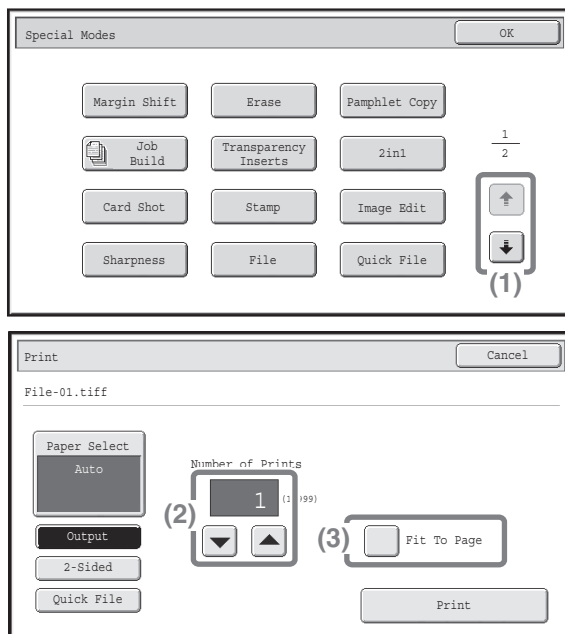 Special Modes
OK
Margin Shift
Erase
Pamphlet Copy
Job
Build
Transparency
Inserts
2in1
1
2
Card Shot
Stamp
Image Edit
Sharpness
File
Quick File
(1)
Print
Cancel
File-01.tiff
Paper Select
Auto
Number of Prints
1
(2)
Output
(3)
Fit To Page
2-Sided
Quick File
Print